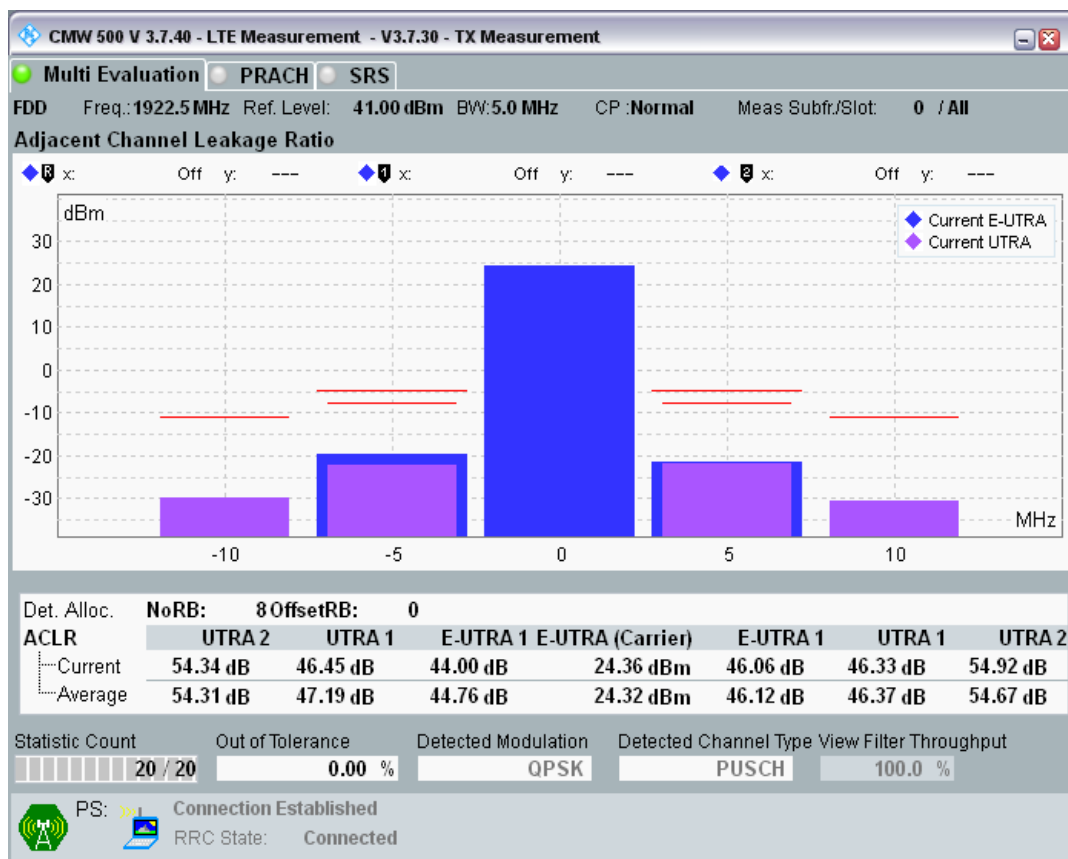 CMW 500 V 3.7.40 - LTE Measurement - V3.7.30 - TX Measurement
Multi Evaluation PRACH SRS
FDD Freq.: 1922.5 MHz Ref. Level: 41.00 dBm BW: 5.0 MHz CP : Normal Meas Subfr./Slot: 0 / All
Adjacent Channel Leakage Ratio
R x: Off y: --- 1 x: Off y: --- 2 x: Off y: ---
dBm
Current E-UTRA
Current UTRA
30
20
10
0
-10
-20
-30
MHz
-10 -5 0 5 10
Det. Alloc. NoRB: 8 OffsetRB: 0
ACLR UTRA 2 UTRA 1 E-UTRA 1 E-UTRA (Carrier) E-UTRA 1 UTRA 1 UTRA 2
Current 54.34 dB 46.45 dB 44.00 dB 24.36 dBm 46.06 dB 46.33 dB 54.92 dB
Average 54.31 dB 47.19 dB 44.76 dB 24.32 dBm 46.12 dB 46.37 dB 54.67 dB
Statistic Count Out of Tolerance Detected Modulation Detected Channel Type View Filter Throughput
20 / 20 0.00 % QPSK PUSCH 100.0 %
PS: Connection Established
RRC State: Connected